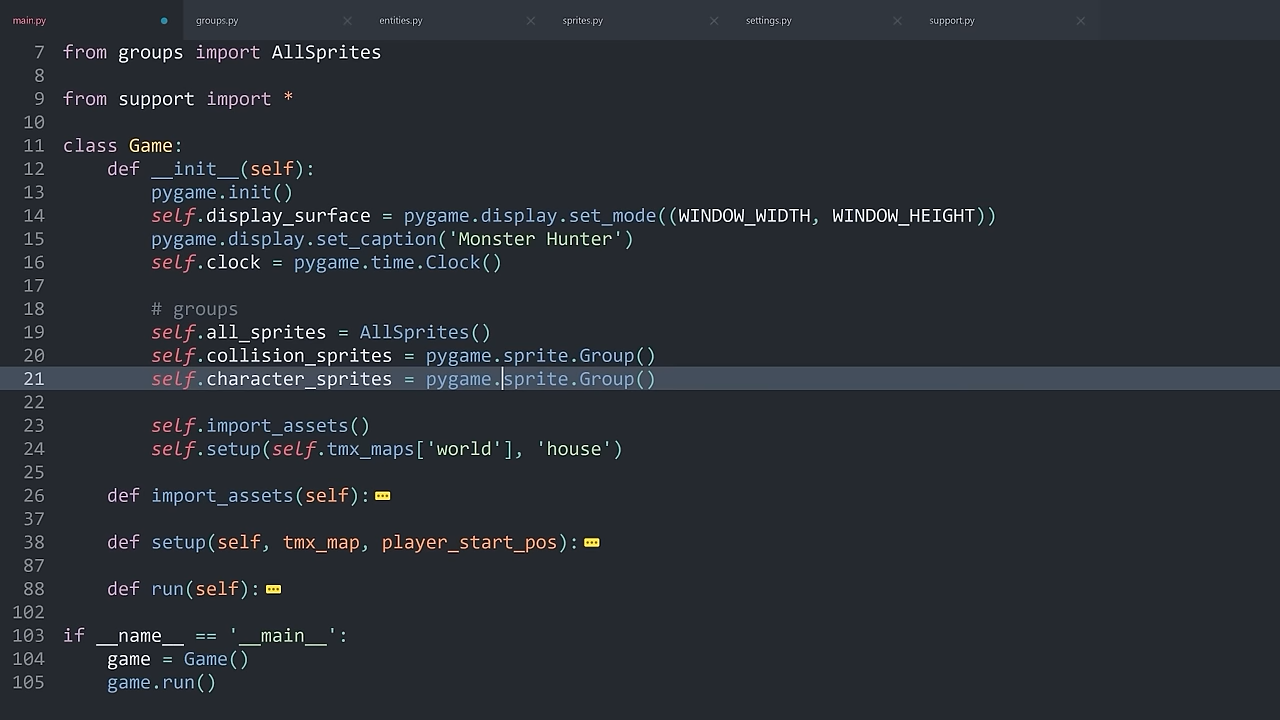 main.py groups.py entities.py sprites.py settings.py support.py
7 from groups import AllSprites
8
9 from support import *
10
11 class Game:
12     def __init__(self):
13         pygame.init()
14         self.display_surface = pygame.display.set_mode((WINDOW_WIDTH, WINDOW_HEIGHT))
15         pygame.display.set_caption('Monster Hunter')
16         self.clock = pygame.time.Clock()
17
18         # groups
19         self.all_sprites = AllSprites()
20         self.collision_sprites = pygame.sprite.Group()
21         self.character_sprites = pygame.sprite.Group()
22
23         self.import_assets()
24         self.setup(self.tmx_maps['world'], 'house')
25
26     def import_assets(self):
37
38     def setup(self, tmx_map, player_start_pos):
87
88     def run(self):
102
103 if __name__ == '__main__':
104     game = Game()
105     game.run()